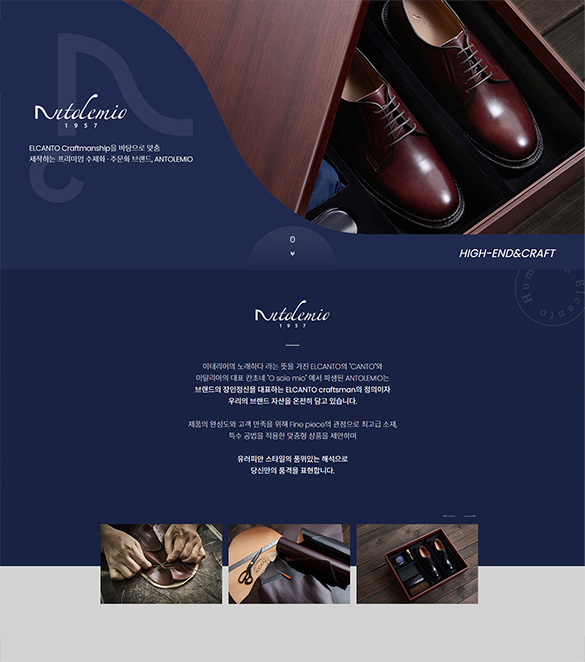 Antolemio
1957
ELCANTO Craftmanship을 바탕으로 맞춤
제작하는 프리미엄 수제화·주문화 브랜드, ANTOLEMIO
HIGH-END&CRAFT
Hum
Elcanto
Antolemio
1957
이태리어의 노래하다 라는 뜻을 가진 ELCANTO의 "CANTO"와
이탈리아의 대표 칸초네 "O sole mio" 에서 파생된 ANTOLEMIO는
브랜드의 장인정신을 대표하는 ELCANTO craftsman의 정의이자
우리의 브랜드 자산을 온전히 담고 있습니다.
제품의 완성도와 고객 만족을 위해 Fine piece의 관점으로 최고급 소재,
특수 공법을 적용한 맞춤형 상품을 제안하며
유러피안 스타일의 품위있는 해석으로
당신만의 품격을 표현합니다.